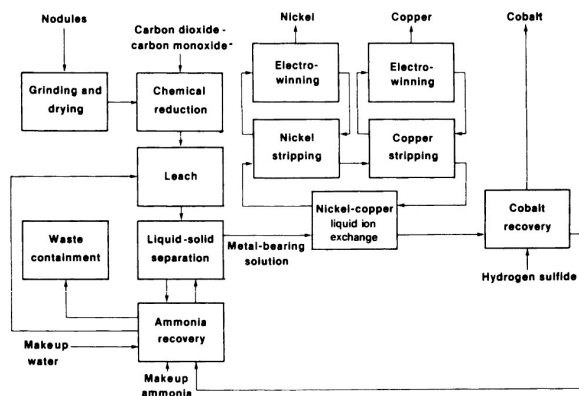 Nodules
Carbon dioxide-
carbon monoxide
Nickel
Copper
Cobalt
Grinding and
drying
Chemical
reduction
Electro-
winning
Electro-
winning
Leach
Nickel
stripping
Copper
stripping
Waste
containment
Liquid-solid
separation
Metal-bearing
solution
Nickel-copper
liquid ion
exchange
Cobalt
recovery
Hydrogen sulfide
Ammonia
recovery
Makeup
water
Makeup
ammonia